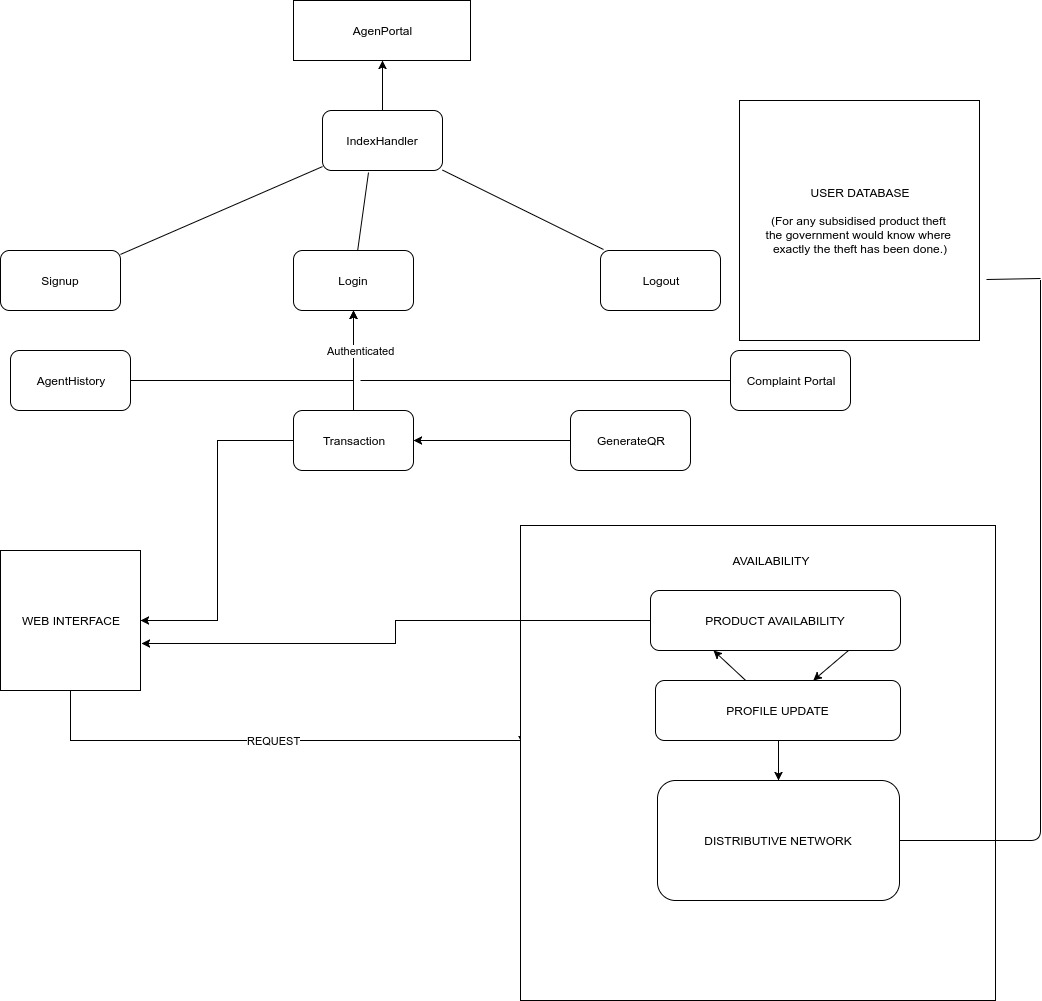 AgenPortal
IndexHandler
USER DATABASE
(For any subsidised product theft
the government would know where
exactly the theft has been done.)
Signup
Login
Logout
Authenticated
AgentHistory
Complaint Portal
Transaction
GenerateQR
AVAILABILITY
WEB INTERFACE
PRODUCT AVAILABILITY
PROFILE UPDATE
REQUEST
DISTRIBUTIVE NETWORK